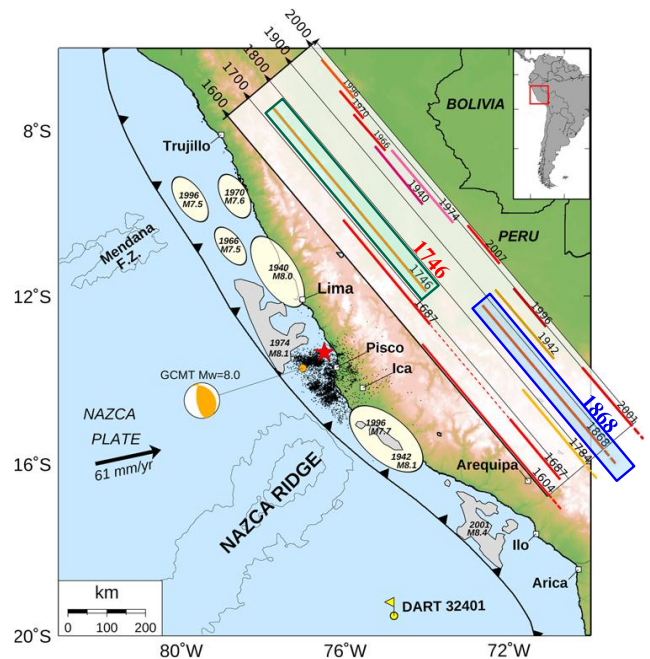 2000
1900
1800
1700
1600
BOLIVIA
PERU
8°S
12°S
16°S
20°S
80°W
76°W
72°W
Trujillo
1996
M7.5
1970
M7.6
1966
M7.5
1940
M8.0
1974
M8.1
Mendana
F.Z.
Lima
Pisco
Ica
GCMT Mw=8.0
NAZCA
PLATE
61 mm/yr
NAZCA RIDGE
1996
M7.7
1942
M8.1
Arequipa
2001
M8.4
Ilo
Arica
DART 32401
km
0 50 100 200
1996
1970
1966
1940
1974
2007
1746
1746
1687
1996
1942
2001
1868
1868
1784
1687
1604